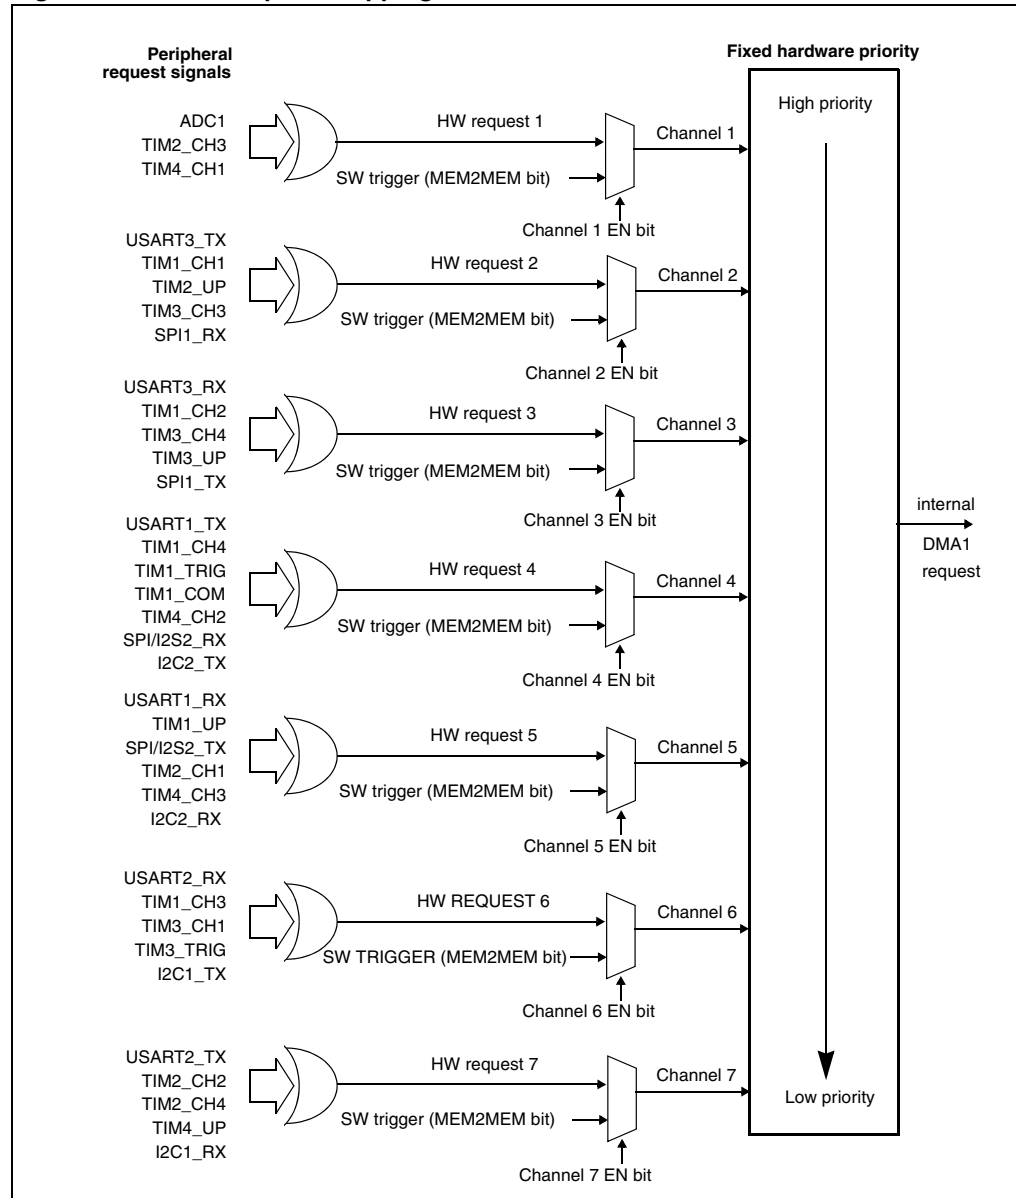 Peripheral
request signals
Fixed hardware priority
High priority
ADC1
TIM2_CH3
TIM4_CH1
HW request 1
SW trigger (MEM2MEM bit)
Channel 1
Channel 1 EN bit
USART3_TX
TIM1_CH1
TIM2_UP
TIM3_CH3
SPI1_RX
HW request 2
SW trigger (MEM2MEM bit)
Channel 2
Channel 2 EN bit
USART3_RX
TIM1_CH2
TIM3_CH4
TIM3_UP
SPI1_TX
HW request 3
SW trigger (MEM2MEM bit)
Channel 3
Channel 3 EN bit
USART1_TX
TIM1_CH4
TIM1_TRIG
TIM1_COM
TIM4_CH2
SPI/I2S2_RX
I2C2_TX
HW request 4
SW trigger (MEM2MEM bit)
Channel 4
Channel 4 EN bit
internal
DMA1
request
USART1_RX
TIM1_UP
SPI/I2S2_TX
TIM2_CH1
TIM4_CH3
I2C2_RX
HW request 5
SW trigger (MEM2MEM bit)
Channel 5
Channel 5 EN bit
USART2_RX
TIM1_CH3
TIM3_CH1
TIM3_TRIG
I2C1_TX
HW REQUEST 6
SW TRIGGER (MEM2MEM bit)
Channel 6
Channel 6 EN bit
USART2_TX
TIM2_CH2
TIM2_CH4
TIM4_UP
I2C1_RX
HW request 7
SW trigger (MEM2MEM bit)
Channel 7
Channel 7 EN bit
Low priority